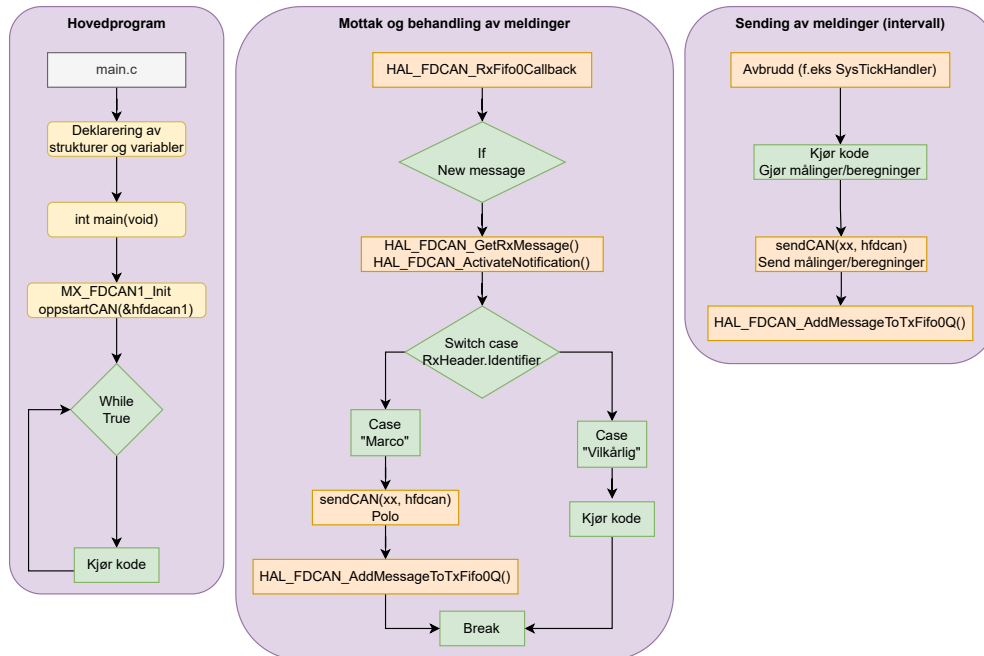 Hovedprogram
main.c
Deklarering av
strukturer og variabler
int main(void)
MX_FDCAN1_Init
oppstartCAN(&hfdacan1)
While
True
Kjør kode
Mottak og behandling av meldinger
HAL_FDCAN_RxFifo0Callback
If
New message
HAL_FDCAN_GetRxMessage()
HAL_FDCAN_ActivateNotification()
Switch case
RxHeader.Identifier
Case
"Marco"
sendCAN(xx, hfdcan)
Polo
HAL_FDCAN_AddMessageToTxFifo0Q()
Case
"Vilkårlig"
Kjør kode
Break
Sending av meldinger (intervall)
Avbrudd (f.eks SysTickHandler)
Kjør kode
Gjør målinger/beregninger
sendCAN(xx, hfdcan)
Send målinger/beregninger
HAL_FDCAN_AddMessageToTxFifo0Q()